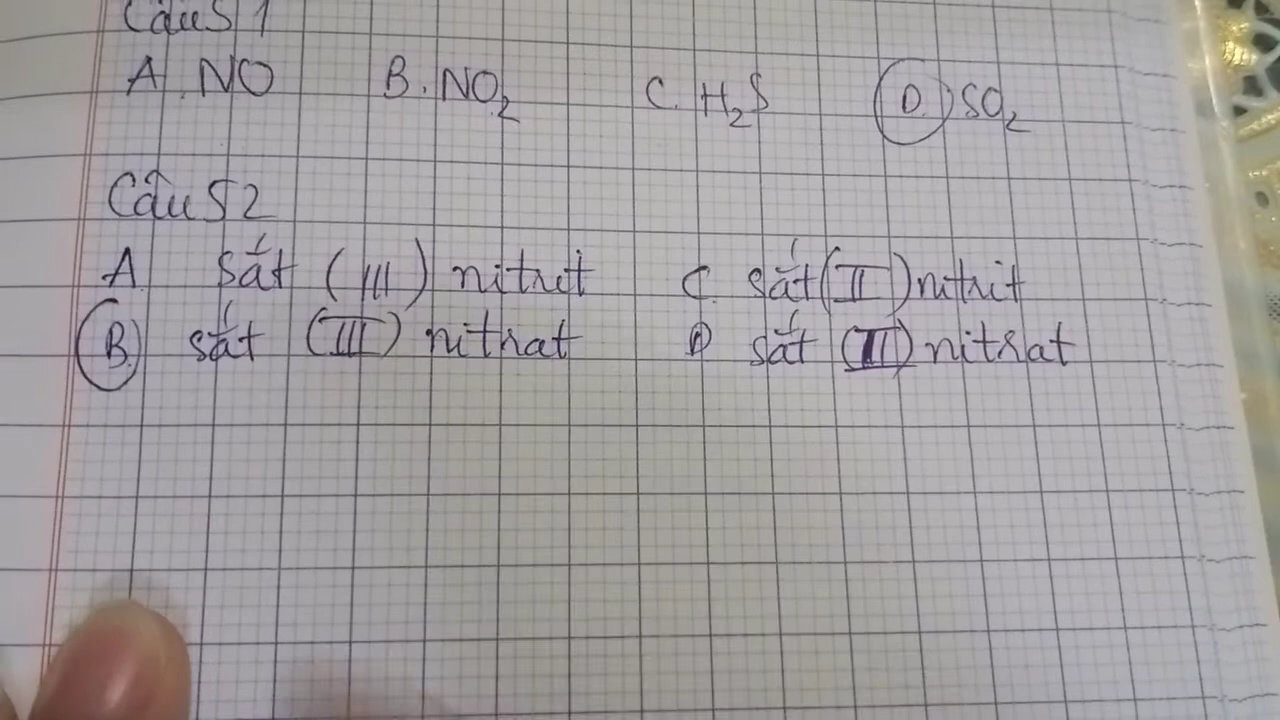 Câu 51
A. NO B. NO₂ C. H₂S D. SO₂
Câu 52
A. sắt (III) nitrit C. sắt (II) nitrit
B. sắt (III) nitrat D sắt (II) nitrat